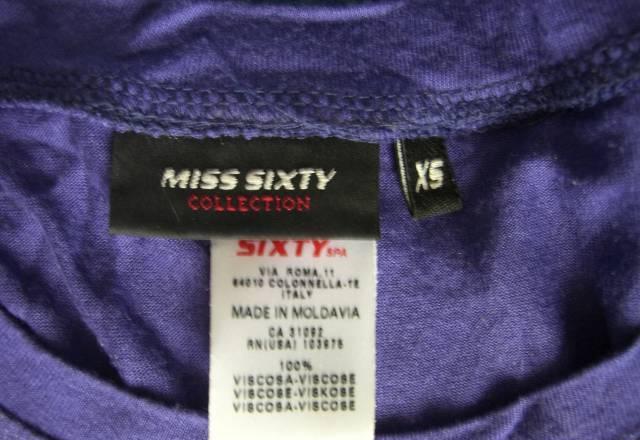 MISS SIXTY
COLLECTION
XS
SIXTY SPA
VIA ROMA, 11
64010 COLONNELLA-TE
ITALY
MADE IN MOLDAVIA
CA 31092
RN(USA) 103675
100%
VISCOSA-VISCOSE
VISCOSE-VISKOSE
VISCOSE-VISCOSE